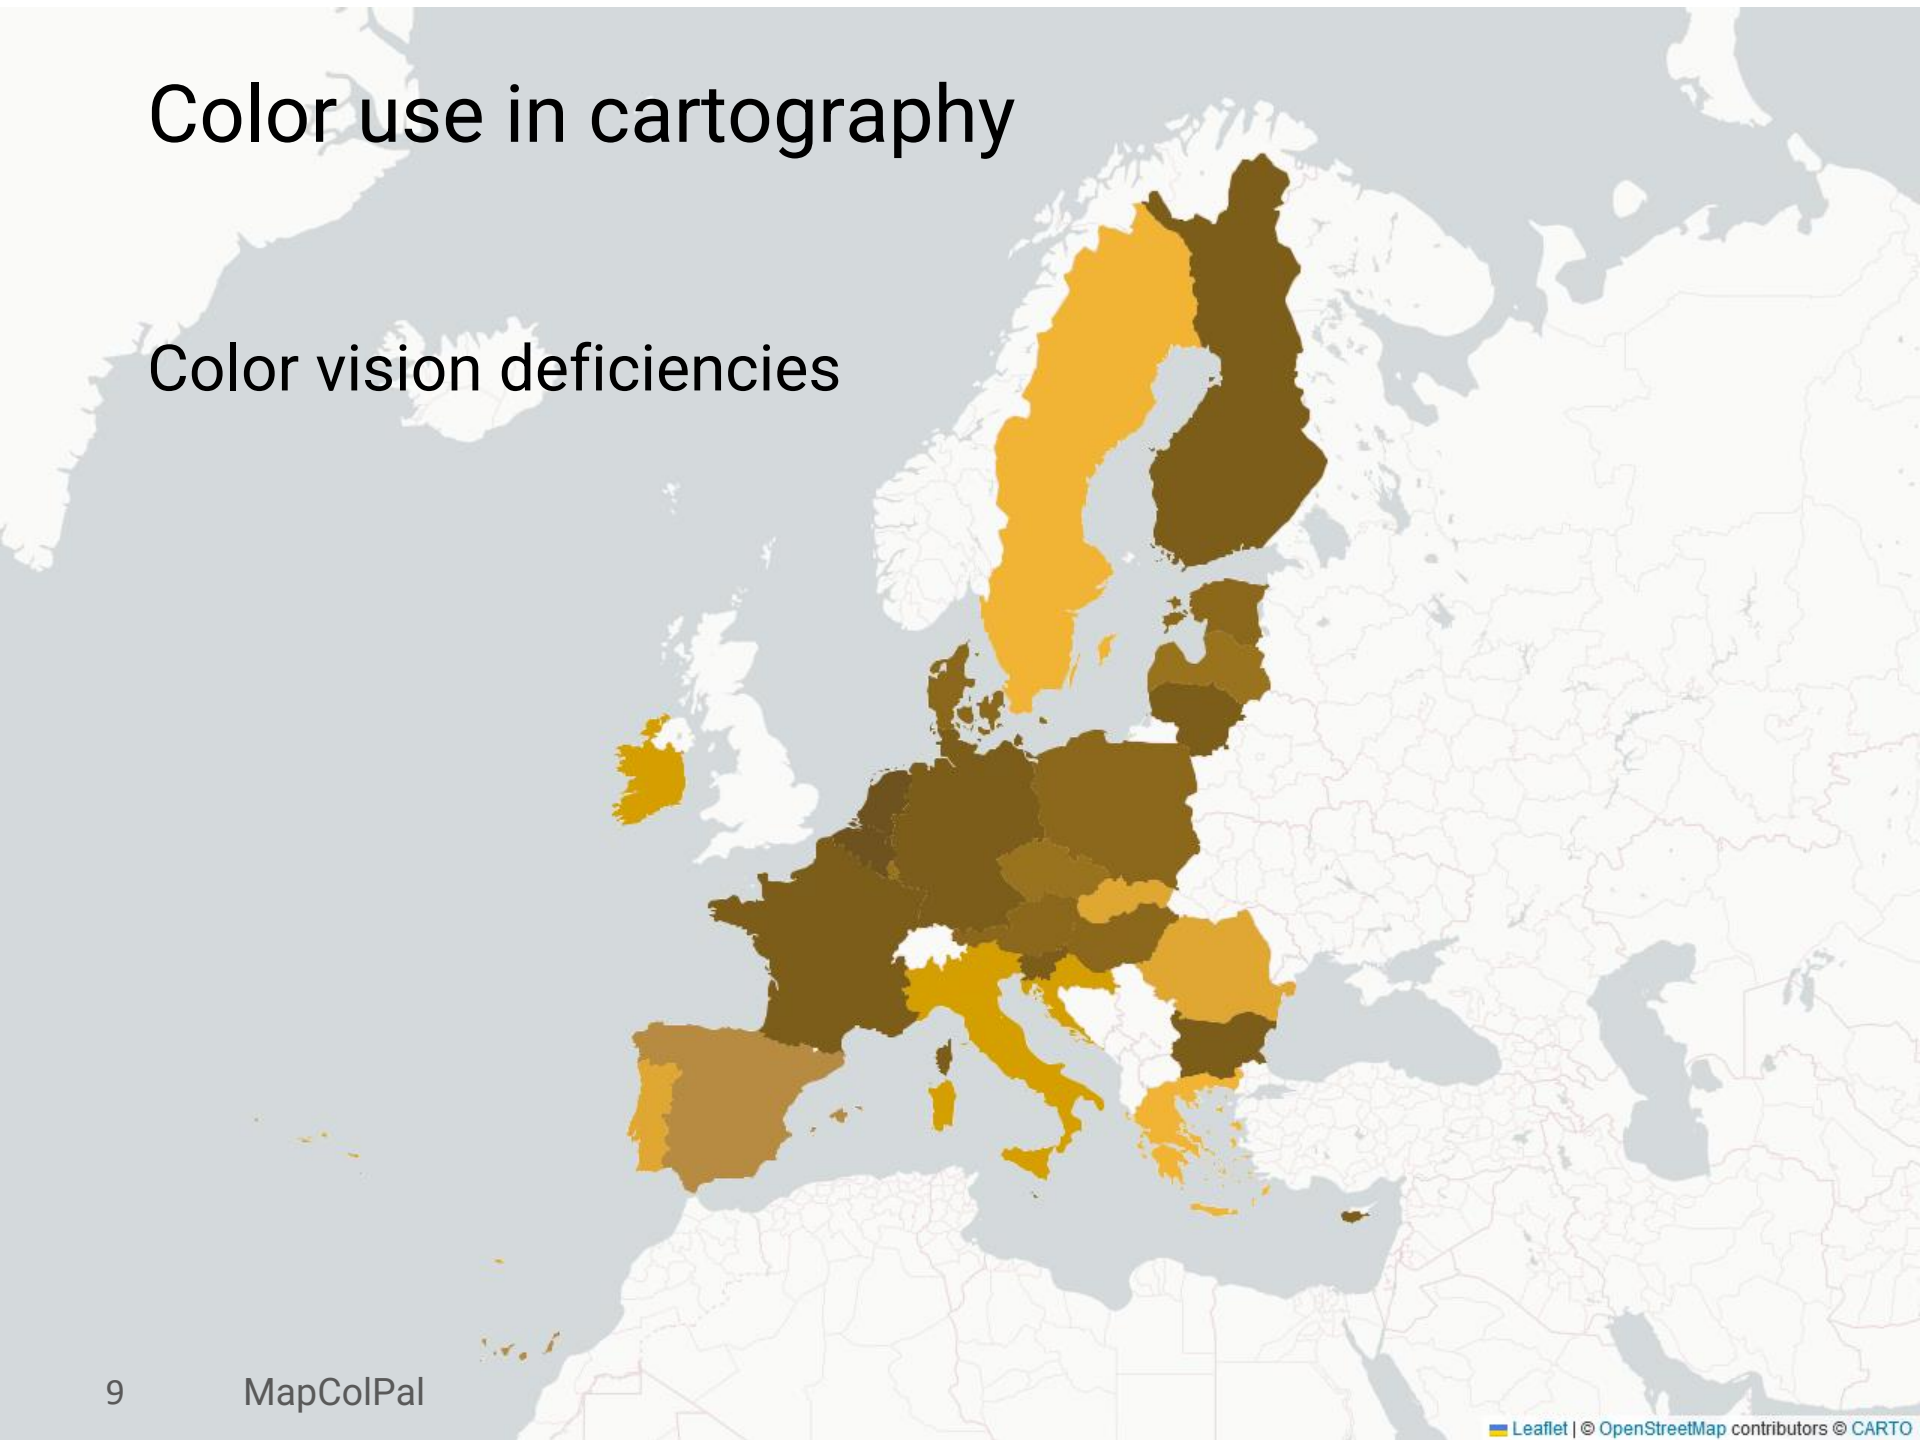 Color use in cartography
Color vision deficiencies
9 MapColPal
Leaflet | © OpenStreetMap contributors © CARTO